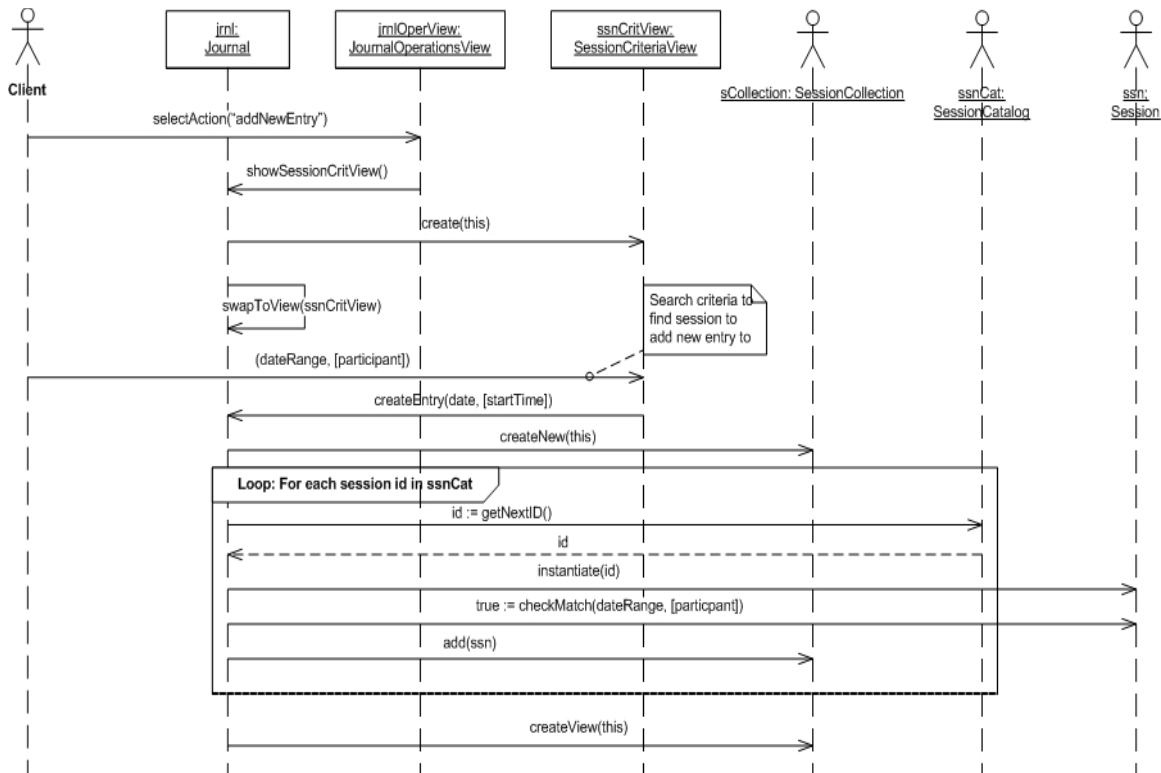 jrnl:
Journal
jrnlOperView:
JournalOperationsView
ssnCritView:
SessionCriteriaView
Client
sCollection: SessionCollection
ssnCat:
SessionCatalog
ssn:
Session
selectAction("addNewEntry")
showSessionCritView()
create(this)
swapToView(ssnCritView)
Search criteria to
find session to
add new entry to
(dateRange, [participant])
createEntry(date, [startTime])
createNew(this)
Loop: For each session id in ssnCat
id := getNextID()
id
instantiate(id)
true := checkMatch(dateRange, [particpant])
add(ssn)
createView(this)